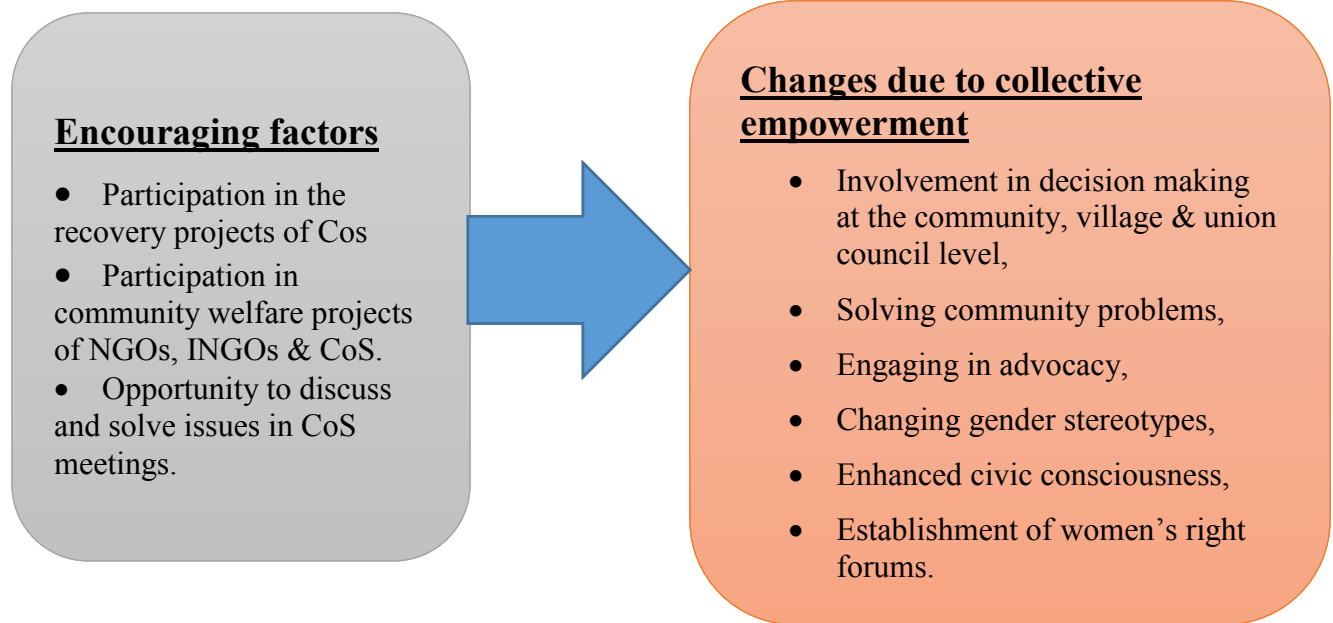 Encouraging factors
• Participation in the
recovery projects of Cos
• Participation in
community welfare projects
of NGOs, INGOs & CoS.
• Opportunity to discuss
and solve issues in CoS
meetings.
Changes due to collective
empowerment
• Involvement in decision making
at the community, village & union
council level,
• Solving community problems,
• Engaging in advocacy,
• Changing gender stereotypes,
• Enhanced civic consciousness,
• Establishment of women’s right
forums.